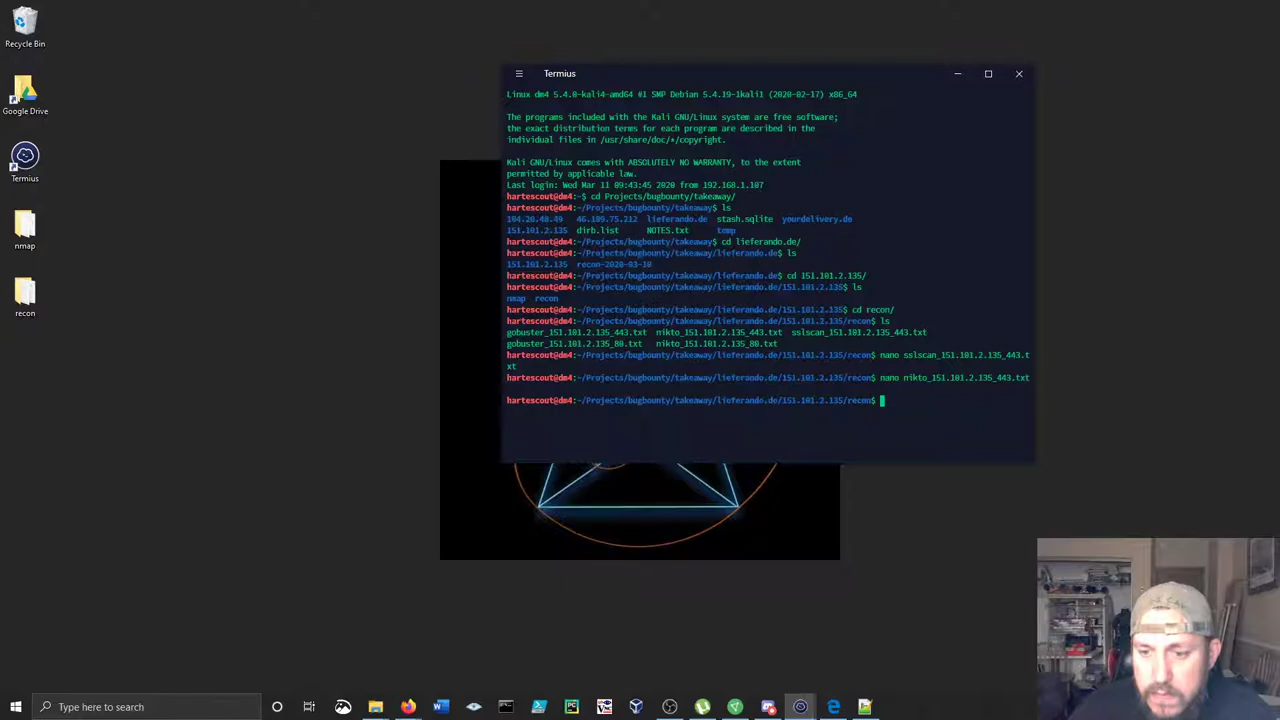 Recycle Bin
Google Drive
Termius
nmap
recon
Termius
Linux dm4 5.4.0-kali4-amd64 #1 SMP Debian 5.4.19-1kali1 (2020-02-17) x86_64
The programs included with the Kali GNU/Linux system are free software;
the exact distribution terms for each program are described in the
individual files in /usr/share/doc/*/copyright.
Kali GNU/Linux comes with ABSOLUTELY NO WARRANTY, to the extent
permitted by applicable law.
Last login: Wed Mar 11 09:43:45 2020 from 192.168.1.107
hartescout@dm4:~$ cd Projects/bugbounty/takeaway/
hartescout@dm4:~/Projects/bugbounty/takeaway$ ls
104.20.48.49 46.189.75.212 lieferando.de stash.sqlite yourdelivery.de
151.101.2.135 dirb.list NOTES.txt temp
hartescout@dm4:~/Projects/bugbounty/takeaway$ cd lieferando.de/
hartescout@dm4:~/Projects/bugbounty/takeaway/lieferando.de$ ls
151.101.2.135 recon-2020-03-10
hartescout@dm4:~/Projects/bugbounty/takeaway/lieferando.de$ cd 151.101.2.135/
hartescout@dm4:~/Projects/bugbounty/takeaway/lieferando.de/151.101.2.135$ ls
nmap recon
hartescout@dm4:~/Projects/bugbounty/takeaway/lieferando.de/151.101.2.135$ cd recon/
hartescout@dm4:~/Projects/bugbounty/takeaway/lieferando.de/151.101.2.135/recon$ ls
gobuster_151.101.2.135_443.txt nikto_151.101.2.135_443.txt sslscan_151.101.2.135_443.txt
gobuster_151.101.2.135_80.txt nikto_151.101.2.135_80.txt
hartescout@dm4:~/Projects/bugbounty/takeaway/lieferando.de/151.101.2.135/recon$ nano sslscan_151.101.2.135_443.t
xt
hartescout@dm4:~/Projects/bugbounty/takeaway/lieferando.de/151.101.2.135/recon$ nano nikto_151.101.2.135_443.txt
hartescout@dm4:~/Projects/bugbounty/takeaway/lieferando.de/151.101.2.135/recon$
Type here to search